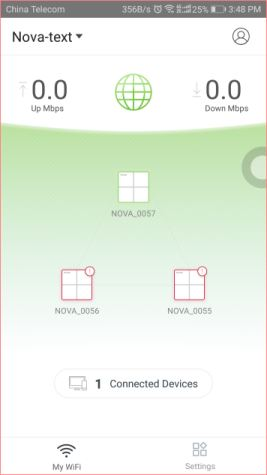 China Telecom 356B/s 25% 3:48 PM
Nova-text
0.0 0.0
Up Mbps Down Mbps
NOVA_0057
NOVA_0056 NOVA_0055
1 Connected Devices
My WiFi Settings